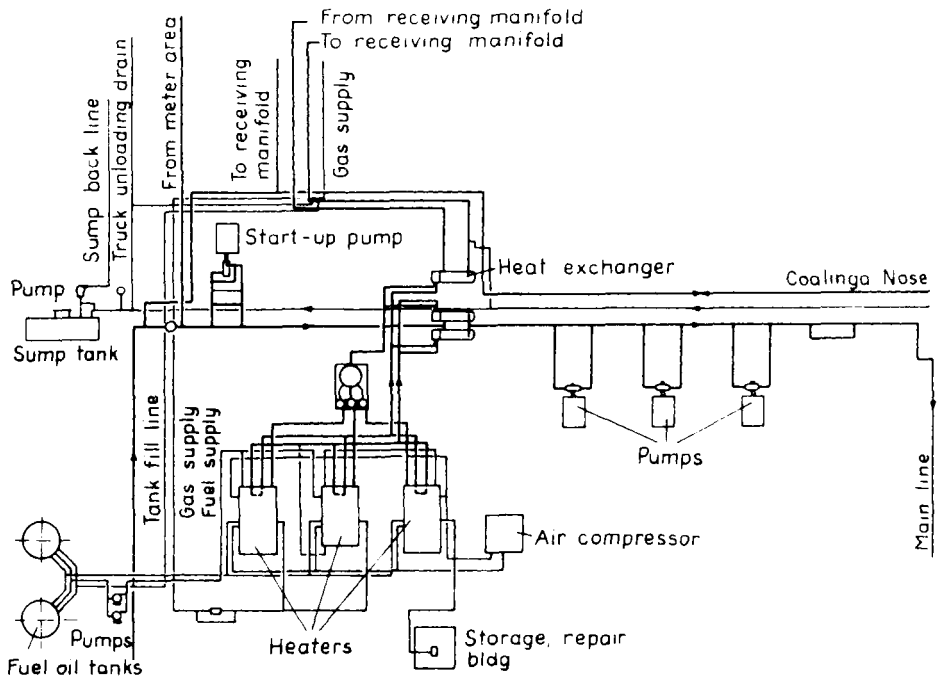 From receiving manifold
To receiving manifold
Sump back line
Truck unloading drain
From meter area
To receiving
manifold
Gas supply
Start-up pump
Heat exchanger
Coalinga Nose
Pump
Sump tank
Tank fill line
Gas supply
Fuel supply
Pumps
Main line
Air compressor
Pumps
Fuel oil tanks
Heaters
Storage, repair
bldg